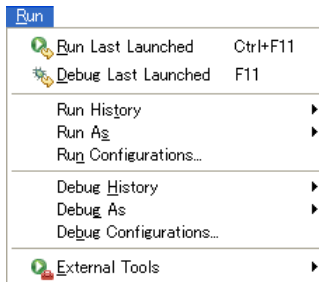 Run
Run Last Launched Ctrl+F11
Debug Last Launched F11
Run History
Run As
Run Configurations...
Debug History
Debug As
Debug Configurations...
External Tools